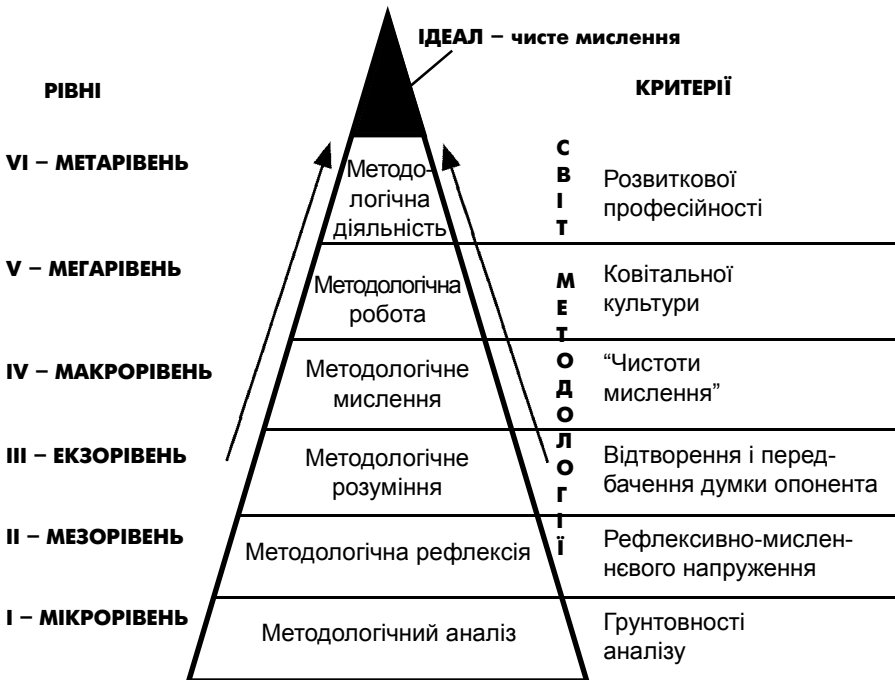 ІДЕАЛ – чисте мислення
РІВНІ
КРИТЕРІЇ
VI – МЕТАРІВЕНЬ
Методо-
логічна
діяльність
Розвиткової
професійності
V – МЕГАРІВЕНЬ
Методологічна
робота
Ковітальної
культури
IV – МАКРОРІВЕНЬ
Методологічне
мислення
“Чистоти
мислення”
III – ЕКЗОРІВЕНЬ
Методологічне
розуміння
Відтворення і перед-
бачення думки опонента
II – МЕЗОРІВЕНЬ
Методологічна рефлексія
Рефлексивно-мислен-
нєвого напруження
I – МІКРОРІВЕНЬ
Методологічний аналіз
Грунтовності
аналізу
СВІТ МЕТОДОЛОГІЇ